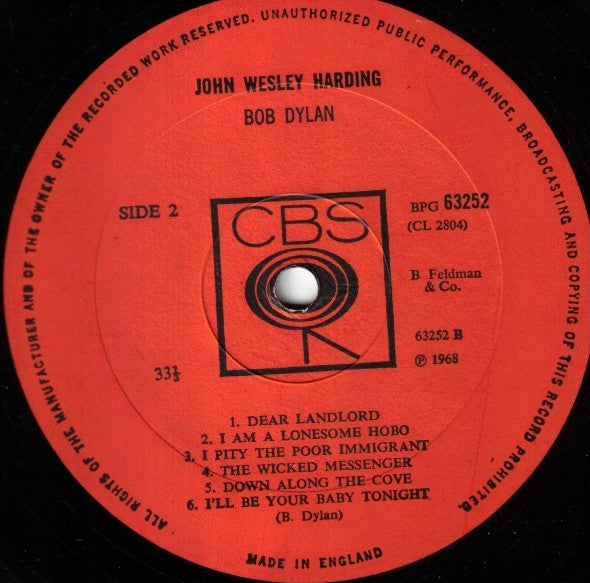 ALL RIGHTS OF THE MANUFACTURER AND OF THE OWNER OF THE RECORDED WORK RESERVED. UNAUTHORIZED PUBLIC PERFORMANCE, BROADCASTING AND COPYING OF THIS RECORD PROHIBITED.
JOHN WESLEY HARDING
BOB DYLAN
SIDE 2
CBS
BPG 63252
(CL 2804)
B Feldman
& Co.
63252 B
℗ 1968
33⅓
1. DEAR LANDLORD
2. I AM A LONESOME HOBO
3. I PITY THE POOR IMMIGRANT
4. THE WICKED MESSENGER
5. DOWN ALONG THE COVE
6. I'LL BE YOUR BABY TONIGHT
(B. Dylan)
MADE IN ENGLAND